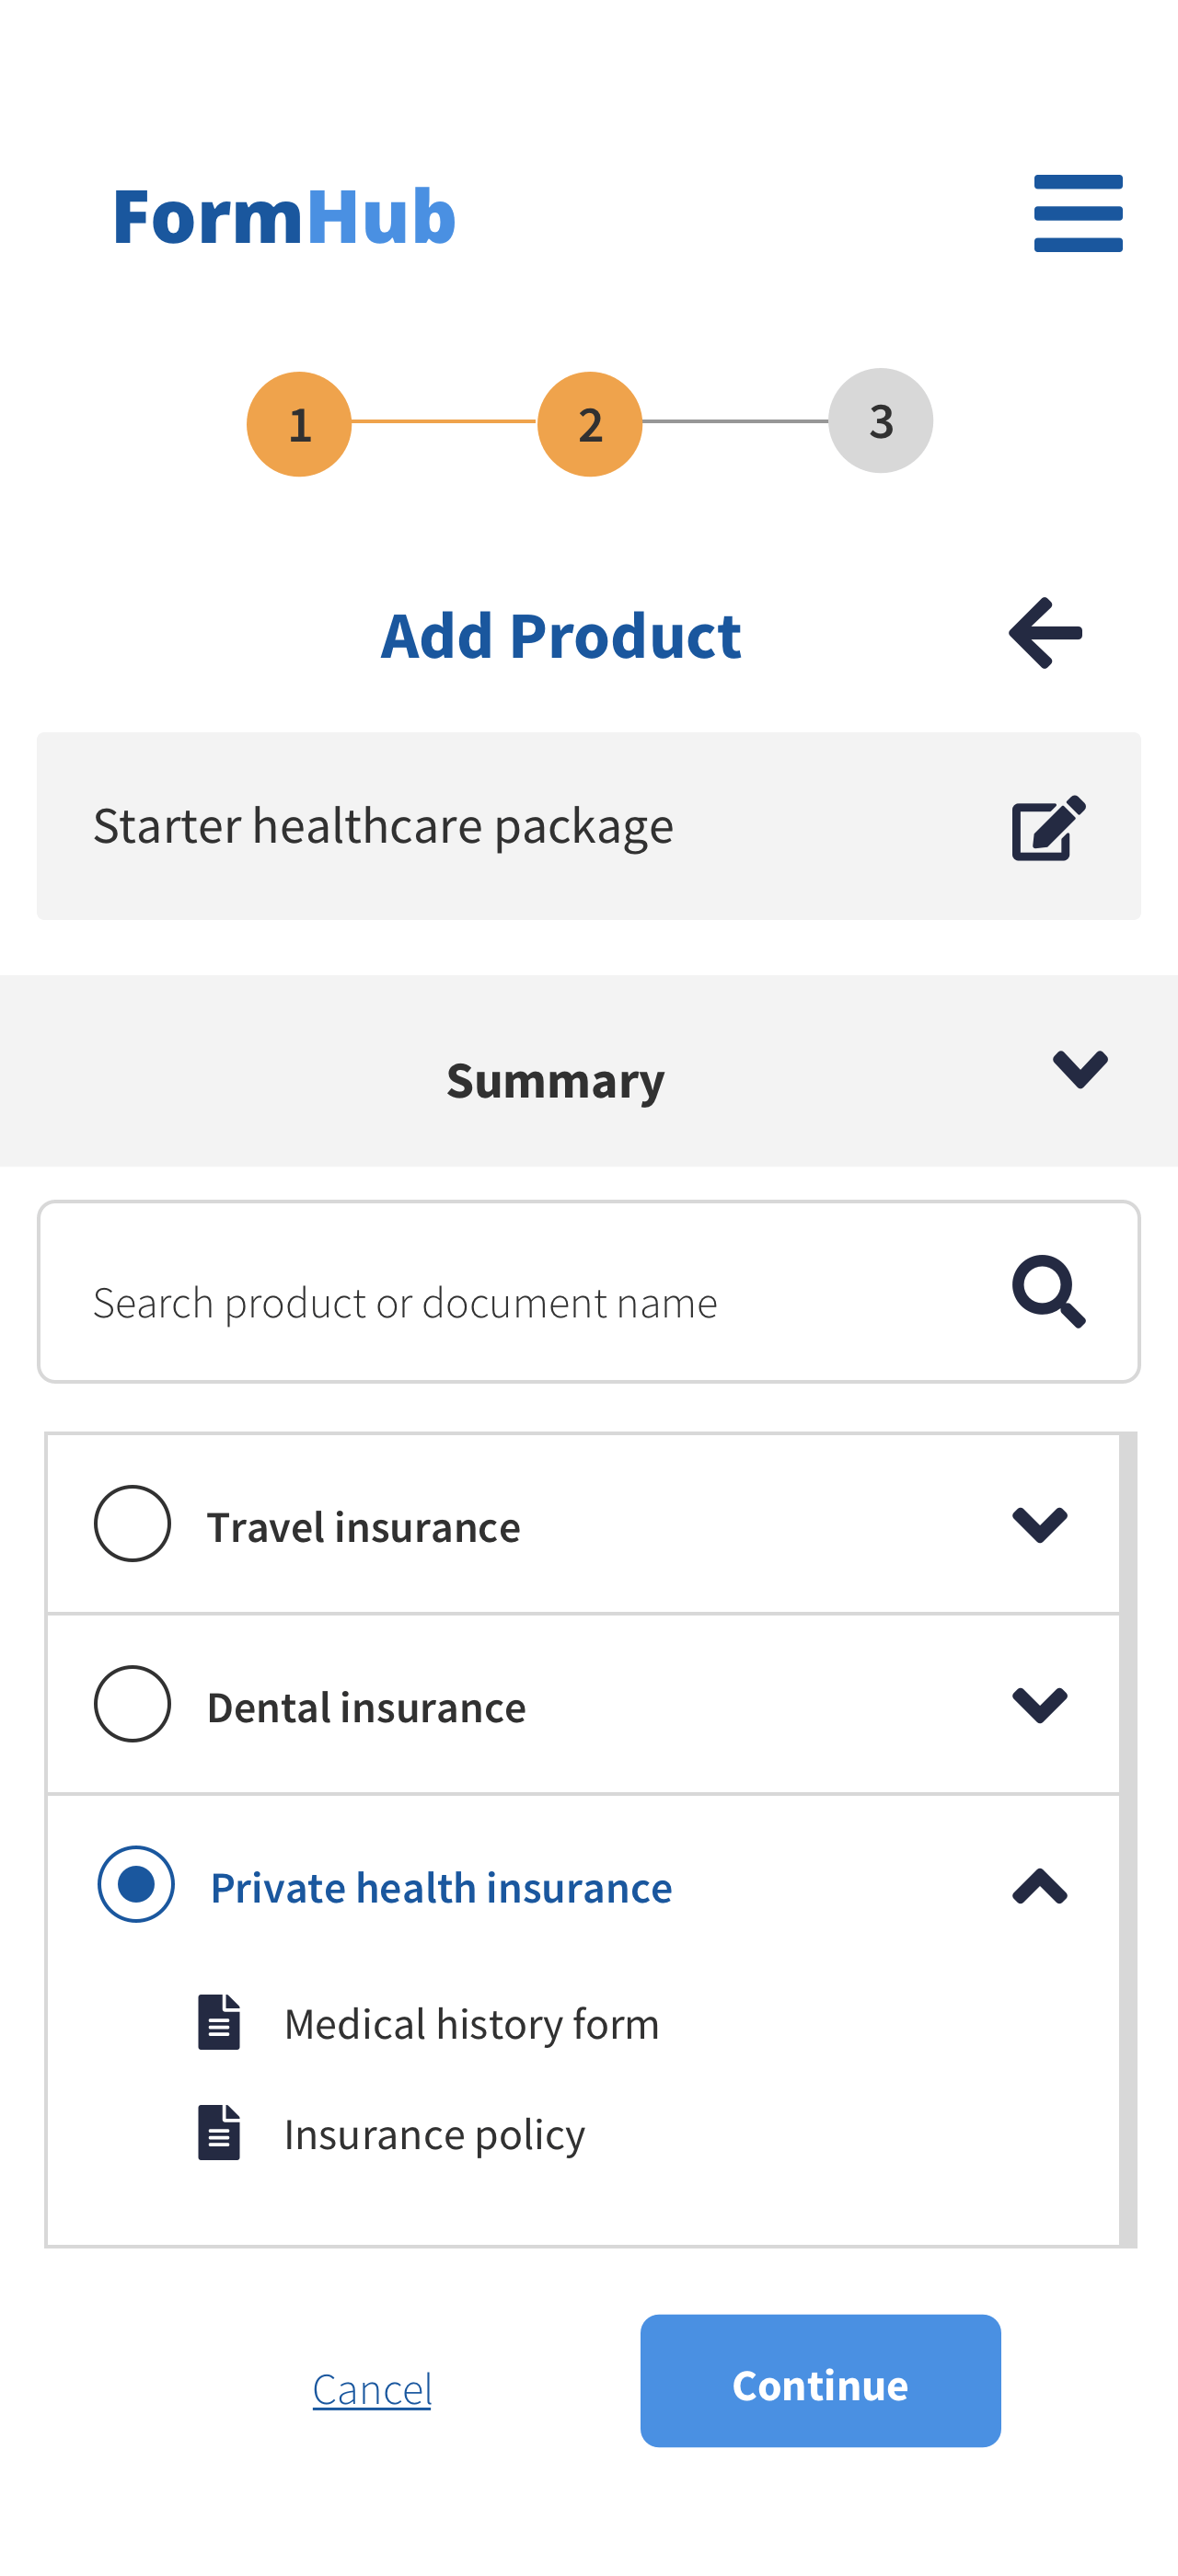 FormHub
1 2 3
Add Product
Starter healthcare package
Summary
Search product or document name
Travel insurance
Dental insurance
Private health insurance
Medical history form
Insurance policy
Cancel Continue